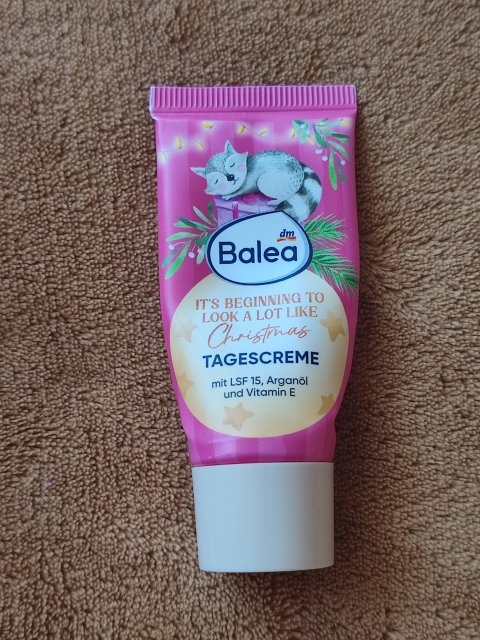 dm
Balea
IT'S BEGINNING TO
LOOK A LOT LIKE
Christmas
TAGESCREME
mit LSF 15, Arganöl
und Vitamin E